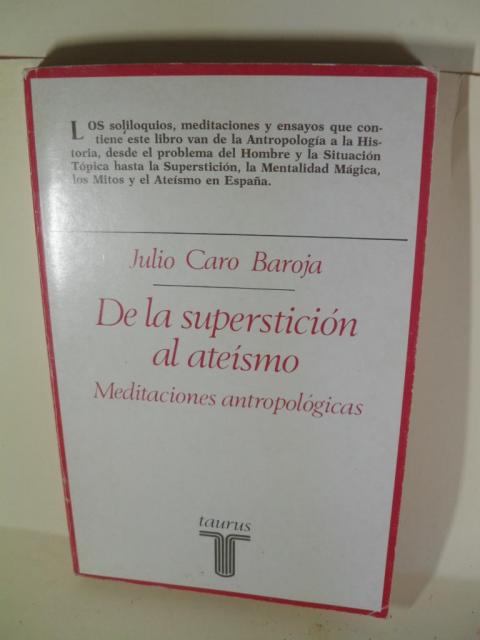 LOS soliloquios, meditaciones y ensayos que con-
tiene este libro van de la Antropología a la His-
toria, desde el problema del Hombre y la Situación
Tópica hasta la Superstición, la Mentalidad Mágica,
los Mitos y el Ateísmo en España.
Julio Caro Baroja
De la superstición
al ateísmo
Meditaciones antropológicas
taurus